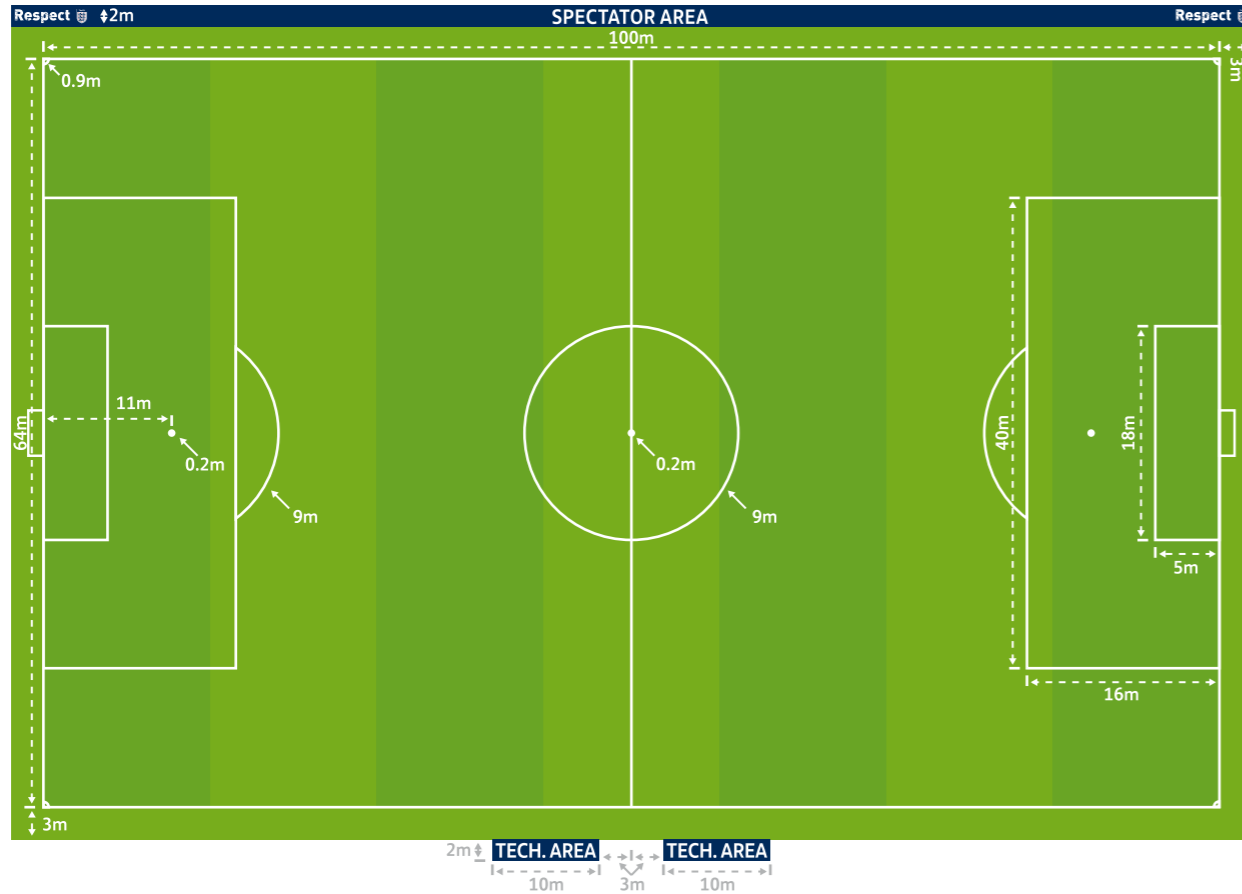 Respect 2m SPECTATOR AREA Respect
100m
0.9m
3m
11m
64m
0.2m
9m
0.2m
9m
40m
18m
5m
16m
3m
2m TECH. AREA TECH. AREA
10m 3m 10m